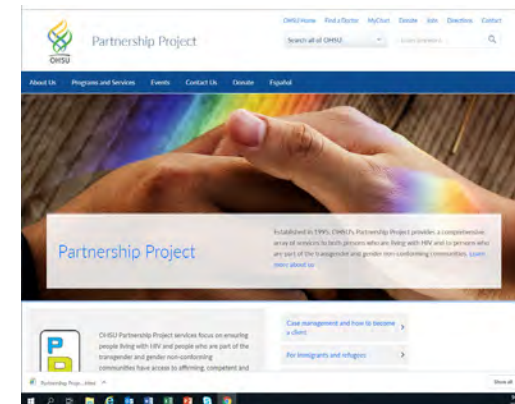 OHSU Home Find a Doctor MyChart Donate Jobs Directions Contact
OHSU
Partnership Project
Search all of OHSU
About Us Programs and Services Events Contact Us Donate Español
Partnership Project
Established in 1995, OHSU's Partnership Project provides a comprehensive
array of services to both persons who are living with HIV and to persons who
are part of the transgender and gender non-conforming communities. Learn
more about us
OHSU Partnership Project services focus on ensuring
people living with HIV and people who are part of the
transgender and gender non-conforming
communities have access to affirming, competent and
Case management and how to become
a client
For immigrants and refugees
Show all